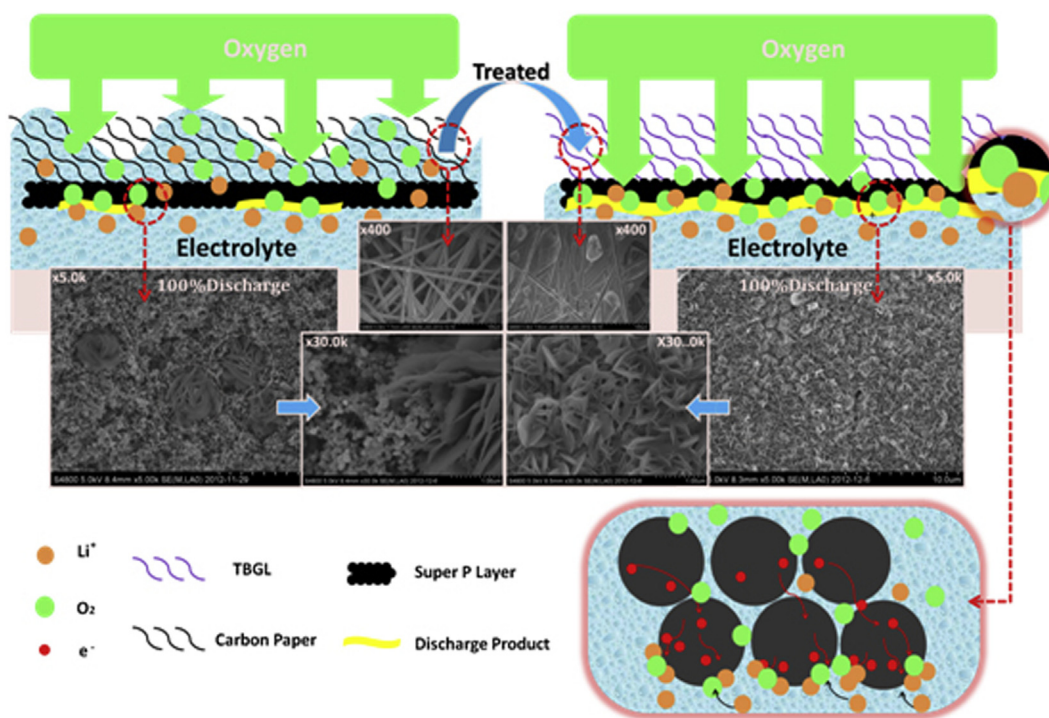 Oxygen
Oxygen
Treated
Electrolyte
x400
x400
Electrolyte
x5.0k
100%Discharge
100%Discharge
x5.0k
x30.0k
X30..0k
Li+
TBGL
Super P Layer
O2
Carbon Paper
Discharge Product
e-